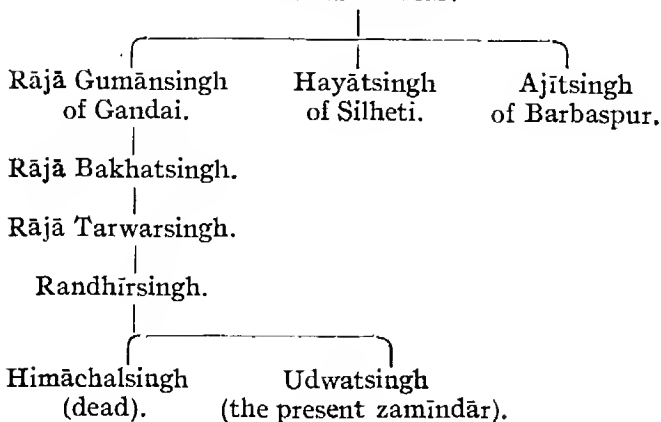 Rājā Gumānsingh Hayātsingh Ajītsingh
of Gandai. of Silheti. of Barbaspur.
Rājā Bakhatsingh.
Rājā Tarwarsingh.
Randhīrsingh.
Himāchalsingh Udwatsingh
(dead). (the present zamīndār).